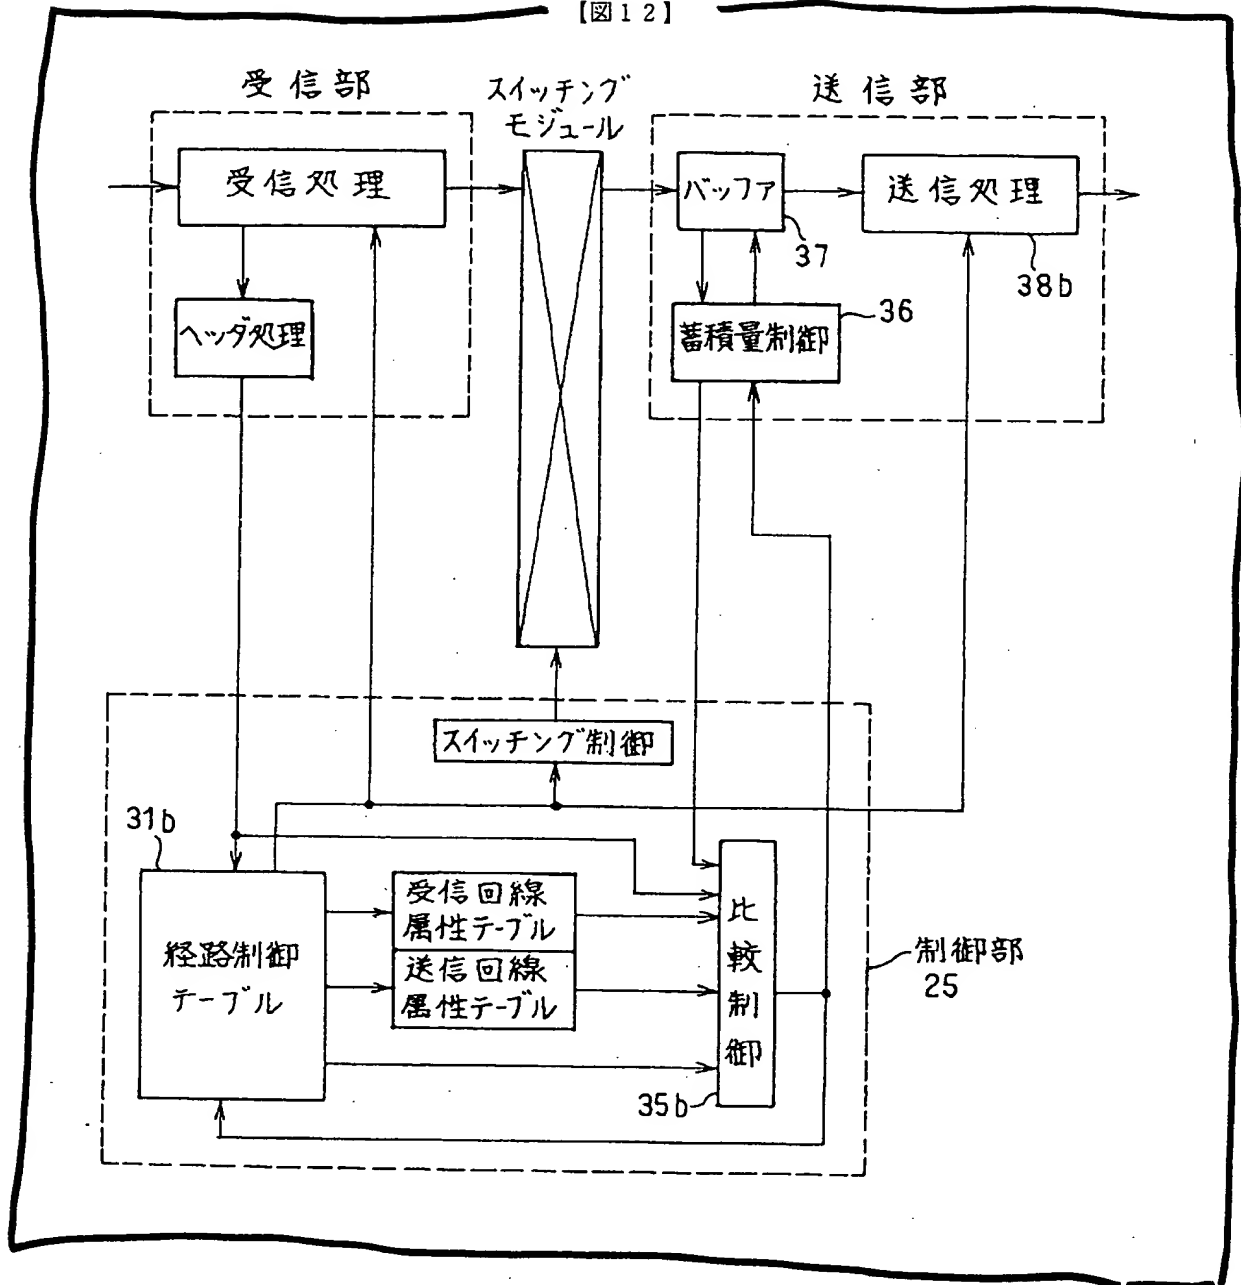 【図12】
受信部
スイッチング
モジュール
送信部
受信処理
バッファ
送信処理
37
38b
ヘッダ処理
蓄積量制御
36
スイッチング制御
31b
経路制御
テーブル
受信回線
属性テーブル
送信回線
属性テーブル
比較制御
35b
制御部
25